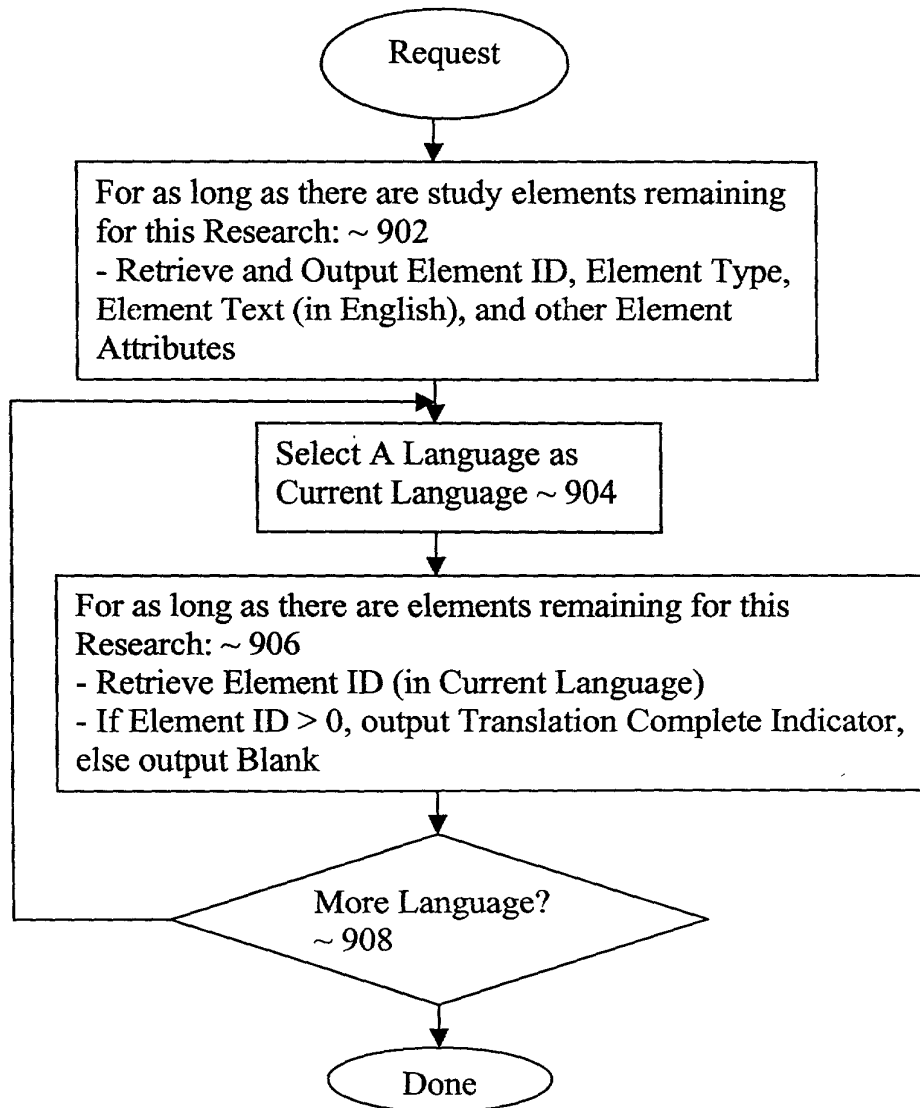 Request
For as long as there are study elements remaining
for this Research: ~ 902
- Retrieve and Output Element ID, Element Type,
Element Text (in English), and other Element
Attributes
Select A Language as
Current Language ~ 904
For as long as there are elements remaining for this
Research: ~ 906
- Retrieve Element ID (in Current Language)
- If Element ID > 0, output Translation Complete Indicator,
else output Blank
More Language?
~ 908
Done